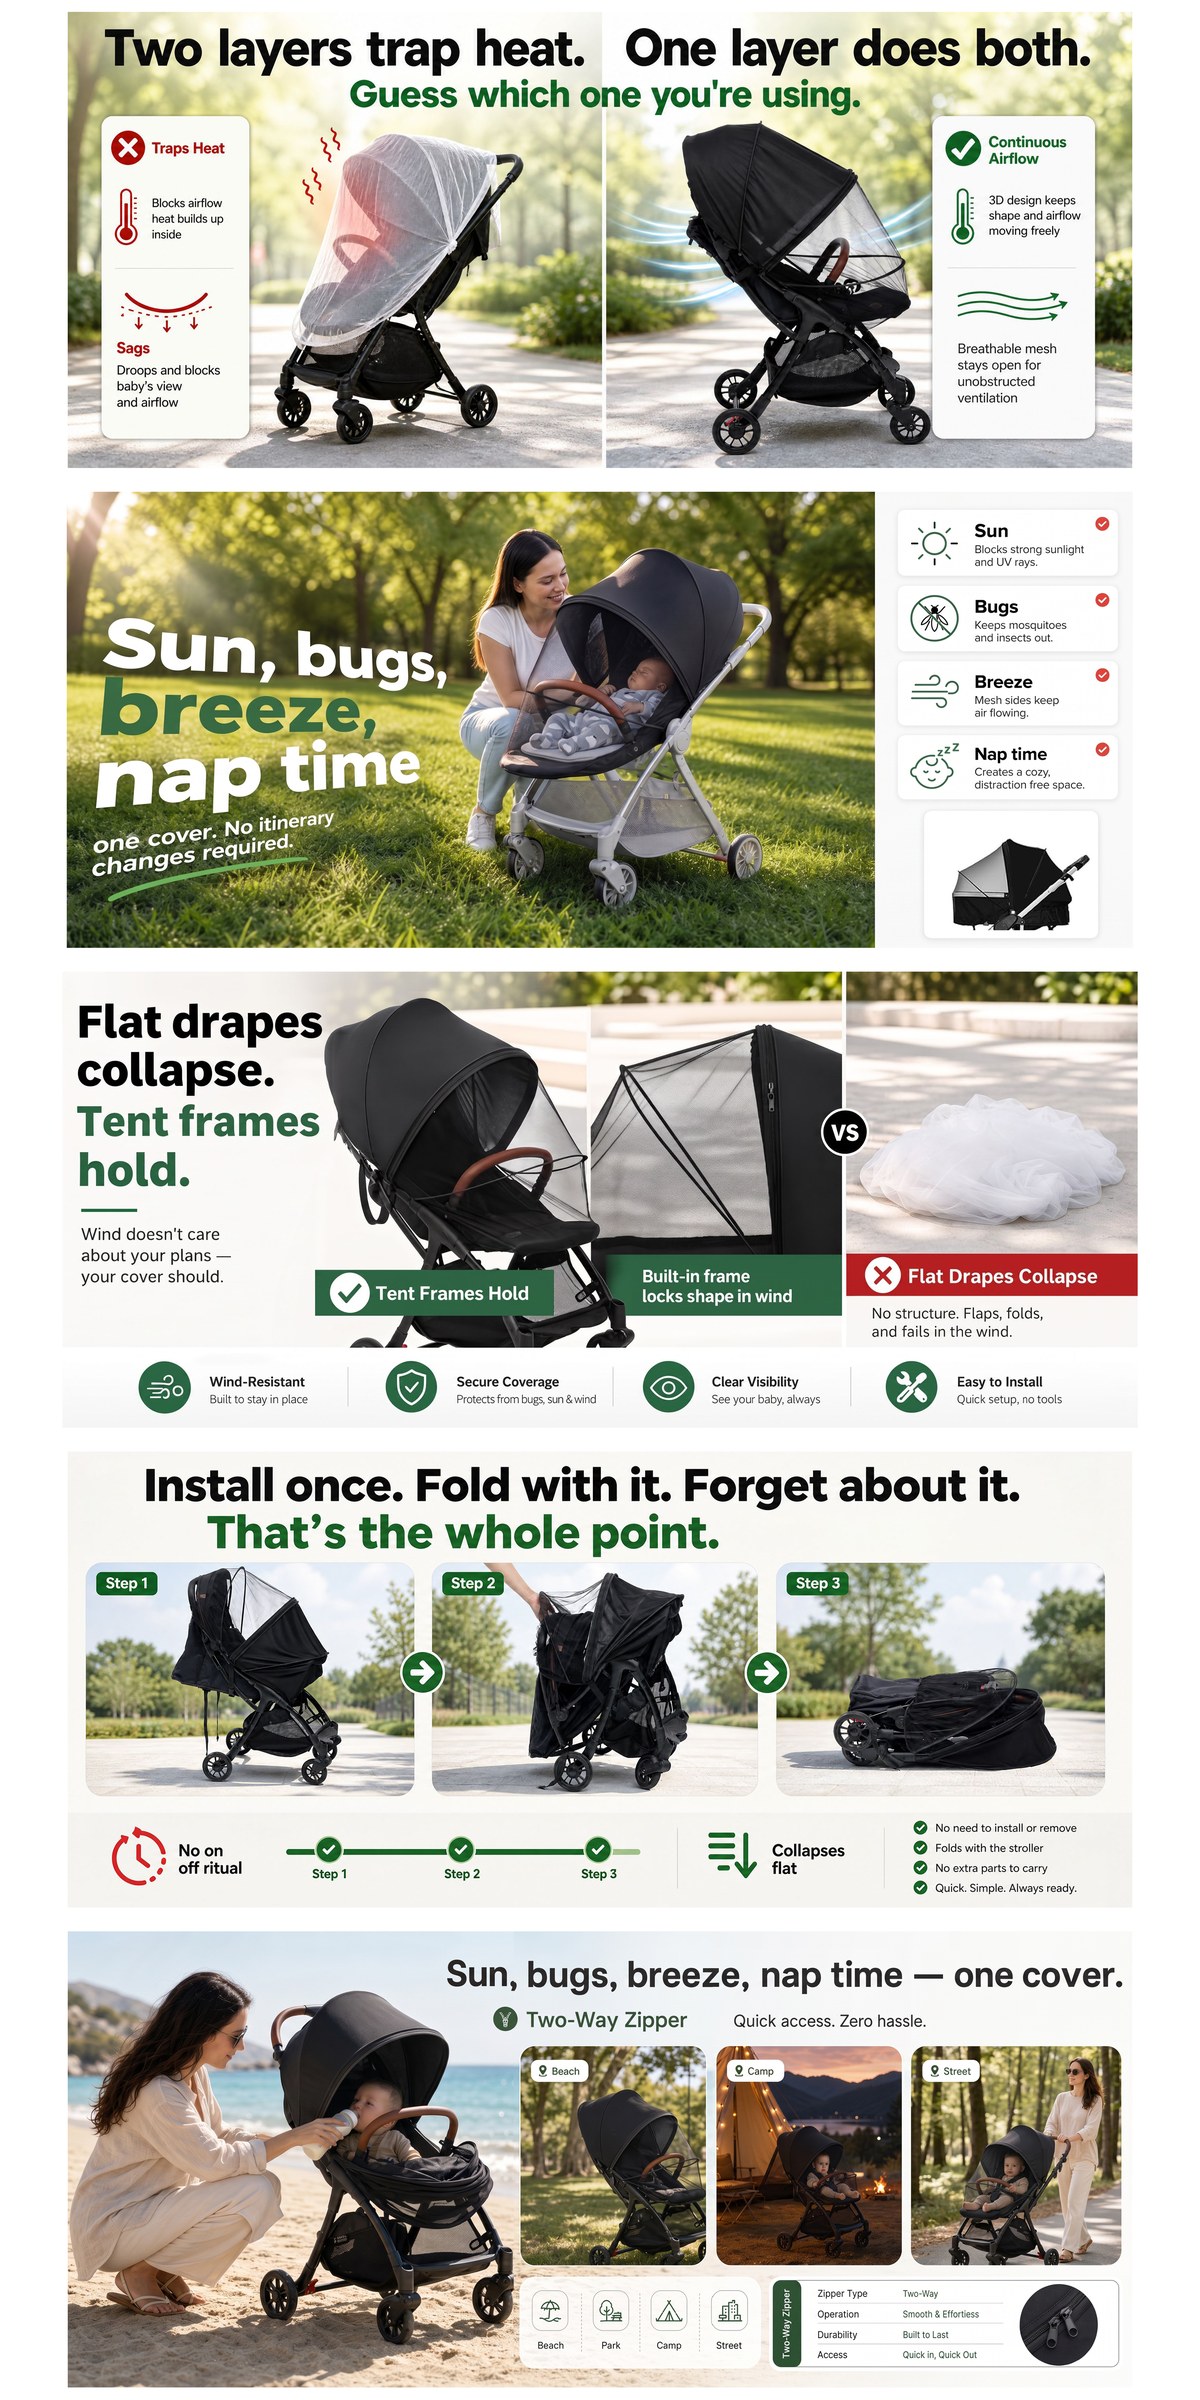 Two layers trap heat.
One layer does both.
Guess which one you're using.
Traps Heat
Blocks airflow
heat builds up
inside
Sags
Droops and blocks
baby's view
and airflow
Continuous
Airflow
3D design keeps
shape and airflow
moving freely
Breathable mesh
stays open for
unobstructed
ventilation
Sun, bugs,
breeze,
nap time
one cover. No itinerary
changes required.
Sun
Blocks strong sunlight
and UV rays.
Bugs
Keeps mosquitoes
and insects out.
Breeze
Mesh sides keep
air flowing.
zzZ
Nap time
Creates a cozy,
distraction free space.
Flat drapes
collapse.
Tent frames
hold.
Wind doesn't care
about your plans —
your cover should.
Tent Frames Hold
Built-in frame
locks shape in wind
VS
Flat Drapes Collapse
No structure. Flaps, folds,
and fails in the wind.
Wind-Resistant
Built to stay in place
Secure Coverage
Protects from bugs, sun & wind
Clear Visibility
See your baby, always
Easy to Install
Quick setup, no tools
Install once. Fold with it. Forget about it.
That's the whole point.
Step 1
Step 2
Step 3
No on
off ritual
Step 1
Step 2
Step 3
Collapses
flat
No need to install or remove
Folds with the stroller
No extra parts to carry
Quick. Simple. Always ready.
Sun, bugs, breeze, nap time — one cover.
Two-Way Zipper
Quick access. Zero hassle.
Beach
Camp
Street
Beach
Park
Camp
Street
Two-Way Zipper
Zipper Type
Two-Way
Operation
Smooth & Effortless
Durability
Built to Last
Access
Quick in, Quick Out